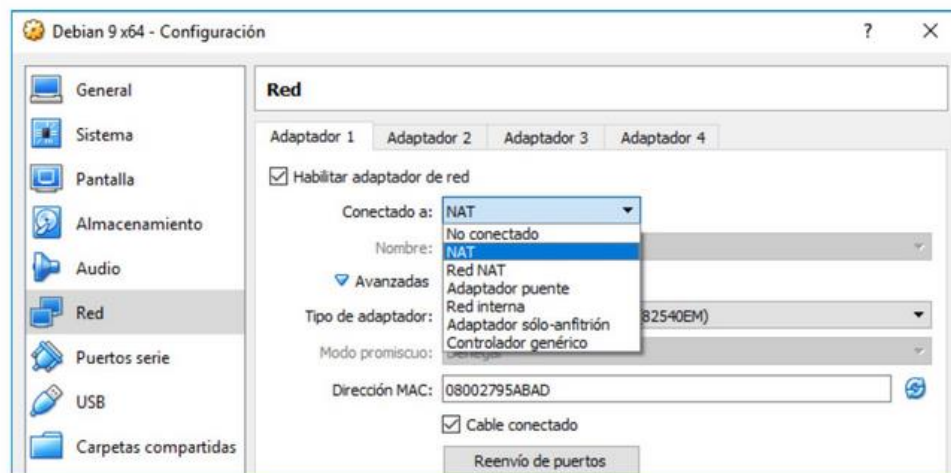 Debian 9 x64 - Configuración ? X
General
Sistema
Pantalla
Almacenamiento
Audio
Red
Puertos serie
USB
Carpetas compartidas
Red
Adaptador 1 Adaptador 2 Adaptador 3 Adaptador 4
Habilitar adaptador de red
Conectado a: NAT
No conectado
NAT
Red NAT
Adaptador puente
Red interna
Adaptador sólo-anfitrión
Controlador genérico
Nombre:
Avanzadas
Tipo de adaptador: 82540EM)
Modo promiscuo:
Dirección MAC: 08002795ABAD
Cable conectado
Reenvío de puertos